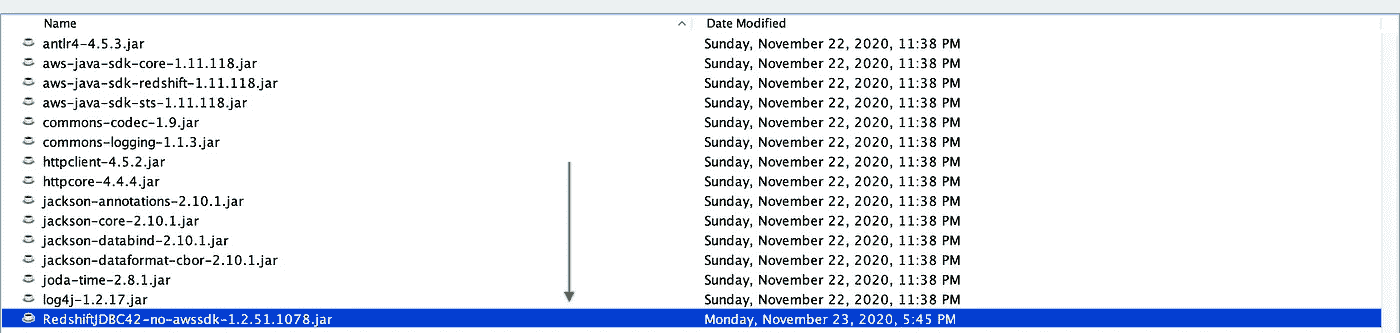 Name Date Modified
antlr4-4.5.3.jar Sunday, November 22, 2020, 11:38 PM
aws-java-sdk-core-1.11.118.jar Sunday, November 22, 2020, 11:38 PM
aws-java-sdk-redshift-1.11.118.jar Sunday, November 22, 2020, 11:38 PM
aws-java-sdk-sts-1.11.118.jar Sunday, November 22, 2020, 11:38 PM
commons-codec-1.9.jar Sunday, November 22, 2020, 11:38 PM
commons-logging-1.1.3.jar Sunday, November 22, 2020, 11:38 PM
httpclient-4.5.2.jar Sunday, November 22, 2020, 11:38 PM
httpcore-4.4.4.jar Sunday, November 22, 2020, 11:38 PM
jackson-annotations-2.10.1.jar Sunday, November 22, 2020, 11:38 PM
jackson-core-2.10.1.jar Sunday, November 22, 2020, 11:38 PM
jackson-databind-2.10.1.jar Sunday, November 22, 2020, 11:38 PM
jackson-dataformat-cbor-2.10.1.jar Sunday, November 22, 2020, 11:38 PM
joda-time-2.8.1.jar Sunday, November 22, 2020, 11:38 PM
log4j-1.2.17.jar Sunday, November 22, 2020, 11:38 PM
RedshiftJDBC42-no-awssdk-1.2.51.1078.jar Monday, November 23, 2020, 5:45 PM